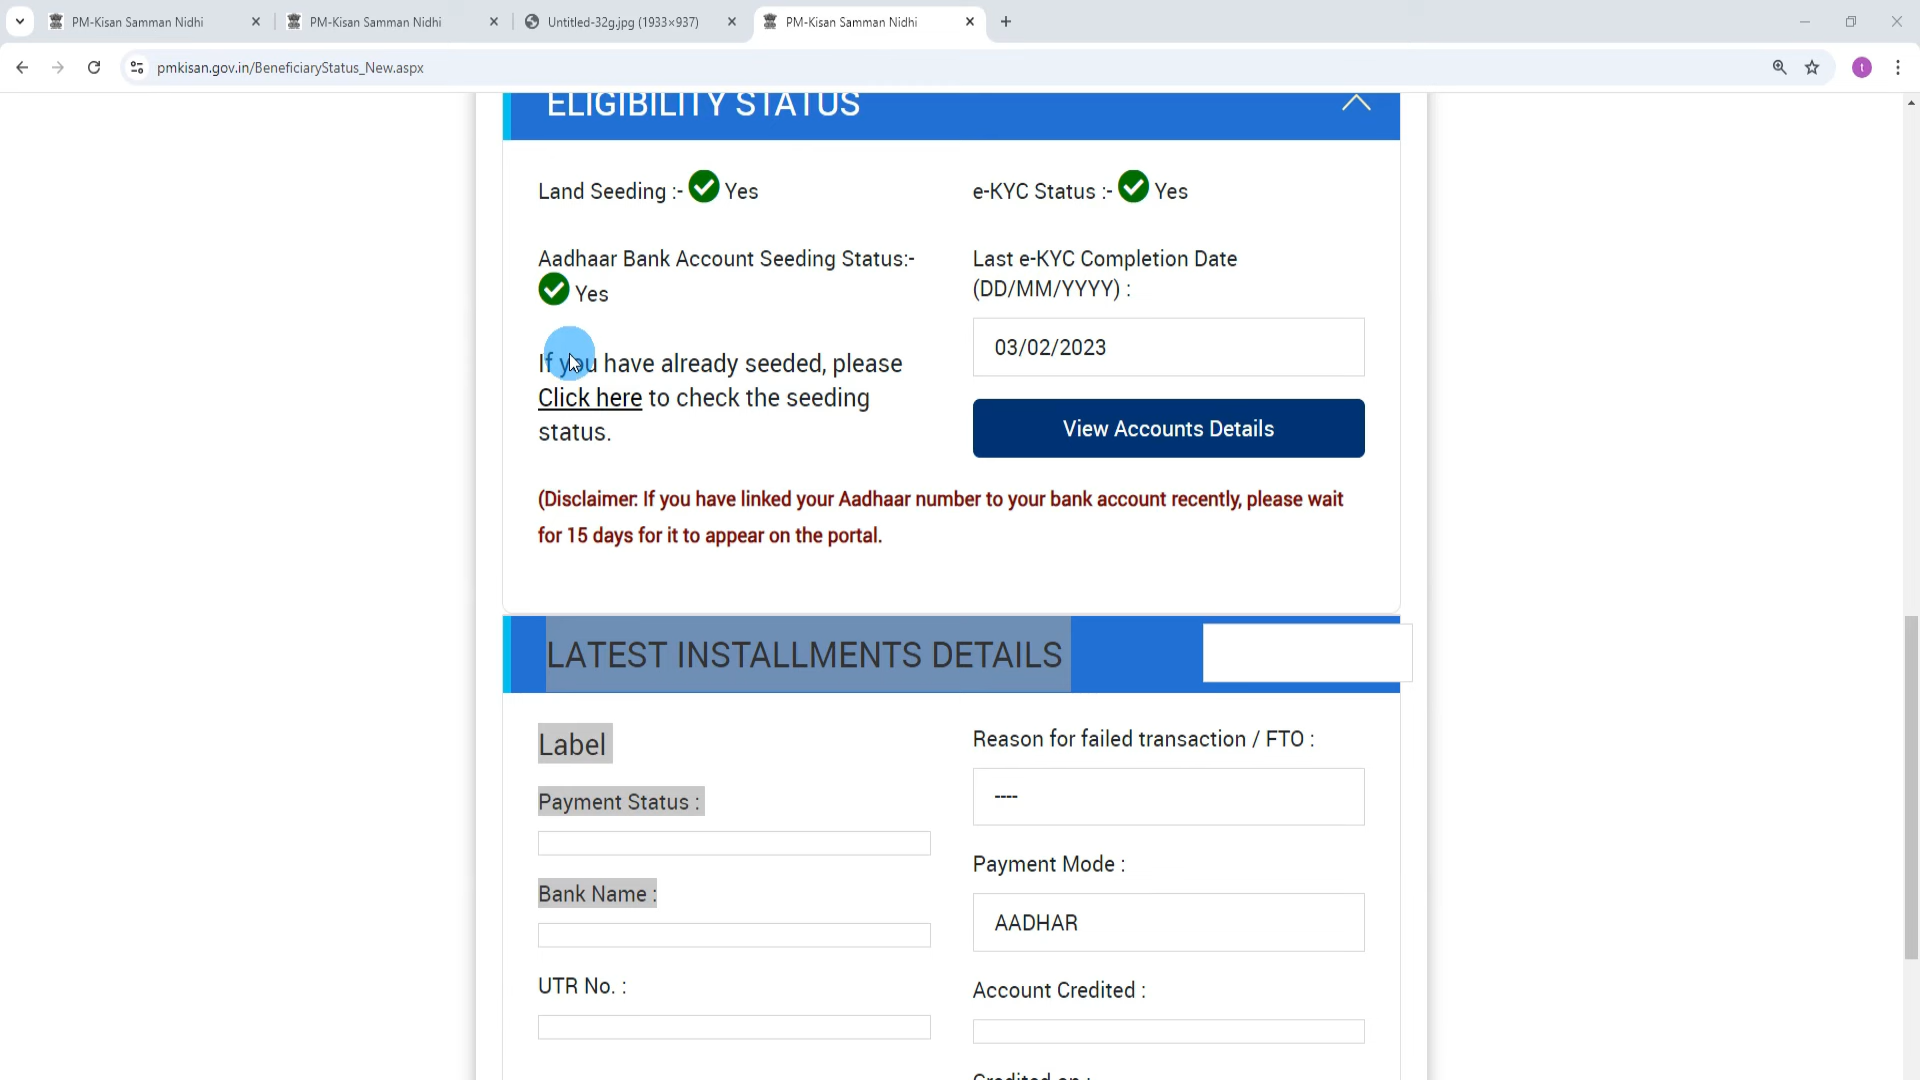 PM-Kisan Samman Nidhi
PM-Kisan Samman Nidhi
Untitled-32g.jpg (1933×937)
PM-Kisan Samman Nidhi
pmkisan.gov.in/BeneficiaryStatus_New.aspx
t
ELIGIBILITY STATUS
Land Seeding :- Yes
e-KYC Status :- Yes
Aadhaar Bank Account Seeding Status:-
Yes
Last e-KYC Completion Date
(DD/MM/YYYY) :
03/02/2023
If you have already seeded, please
Click here to check the seeding
status.
View Accounts Details
(Disclaimer: If you have linked your Aadhaar number to your bank account recently, please wait
for 15 days for it to appear on the portal.
LATEST INSTALLMENTS DETAILS
Label
Payment Status :
Bank Name :
UTR No. :
Reason for failed transaction / FTO :
----
Payment Mode :
AADHAR
Account Credited :
Credited on :